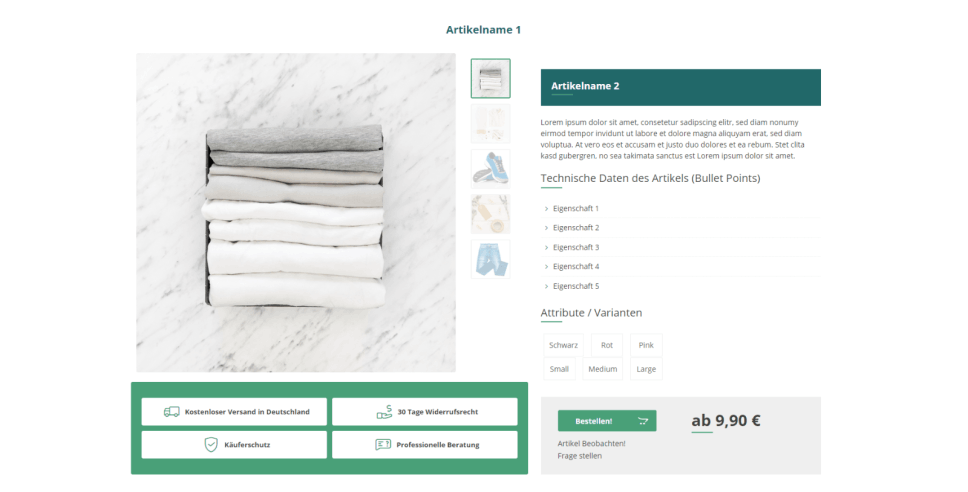 Artikelname 1
Artikelname 2
Lorem ipsum dolor sit amet, consetetur sadipscing elitr, sed diam nonumy
eirmod tempor invidunt ut labore et dolore magna aliquyam erat, sed diam
voluptua. At vero eos et accusam et justo duo dolores et ea rebum. Stet clita
kasd gubergren, no sea takimata sanctus est Lorem ipsum dolor sit amet.
Technische Daten des Artikels (Bullet Points)
Eigenschaft 1
Eigenschaft 2
Eigenschaft 3
Eigenschaft 4
Eigenschaft 5
Attribute / Varianten
Schwarz Rot Pink
Small Medium Large
Kostenloser Versand in Deutschland
30 Tage Widerrufsrecht
Käuferschutz
Professionelle Beratung
Bestellen!
ab 9,90 €
Artikel Beobachten!
Frage stellen